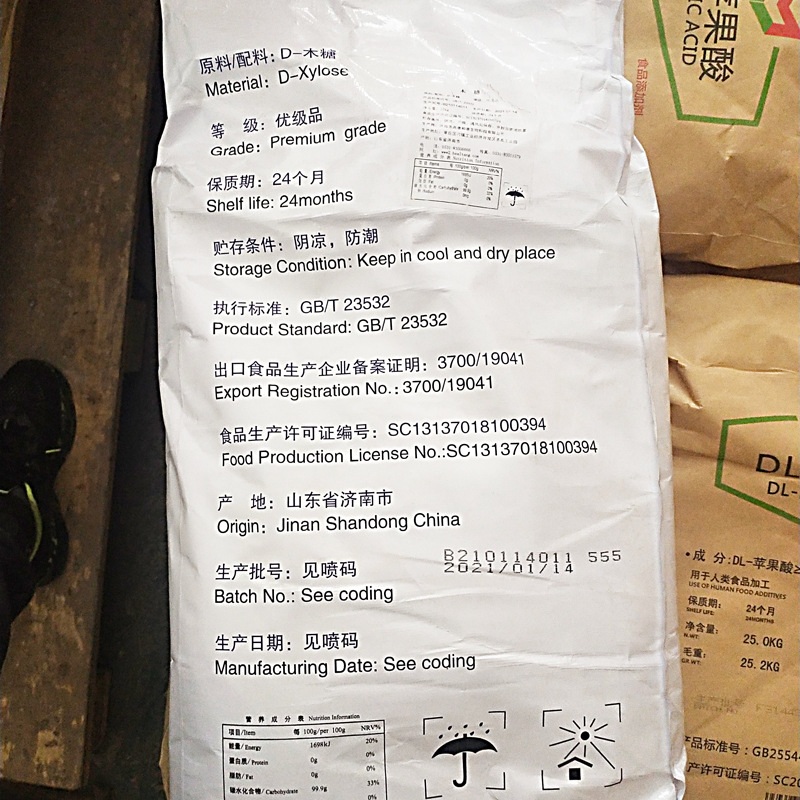 原料/配料: D-木糖
Material: D-Xylose
等 级: 优级品
Grade: Premium grade
保质期: 24个月
Shelf life: 24months
贮存条件: 阴凉，防潮
Storage Condition: Keep in cool and dry place
执行标准: GB/T 23532
Product Standard: GB/T 23532
出口食品生产企业备案证明: 3700/19041
Export Registration No.: 3700/19041
食品生产许可证编号: SC13137018100394
Food Production License No.:SC13137018100394
产 地: 山东省济南市
Origin: Jinan Shandong China
B210114011 555
2021/01/14
生产批号: 见喷码
Batch No.: See coding
生产日期: 见喷码
Manufacturing Date: See coding
营 养 成 分 表 Nutrition Information
项目/Item 每 100g/per 100g NRV%
能量/Energy 1698kJ 20%
蛋白质/Protein 0g 0%
脂肪/Fat 0g 0%
碳水化合物/Carbohydrate 99.9g 33%
0%
苹果酸
IC ACID
食品添加剂
DL
DL-
•成 分:DL-苹果酸≥
用于人类食品加工
USE OF HUMAN FOOD ADDITIVES
保质期: 24个月
SHELF LIFE: 24MONTHS
净含量: 25.0KG
N.WT:
毛重: 25.2KG
GR.WT:
产品标准号: GB2554
产许可证编号: SC20